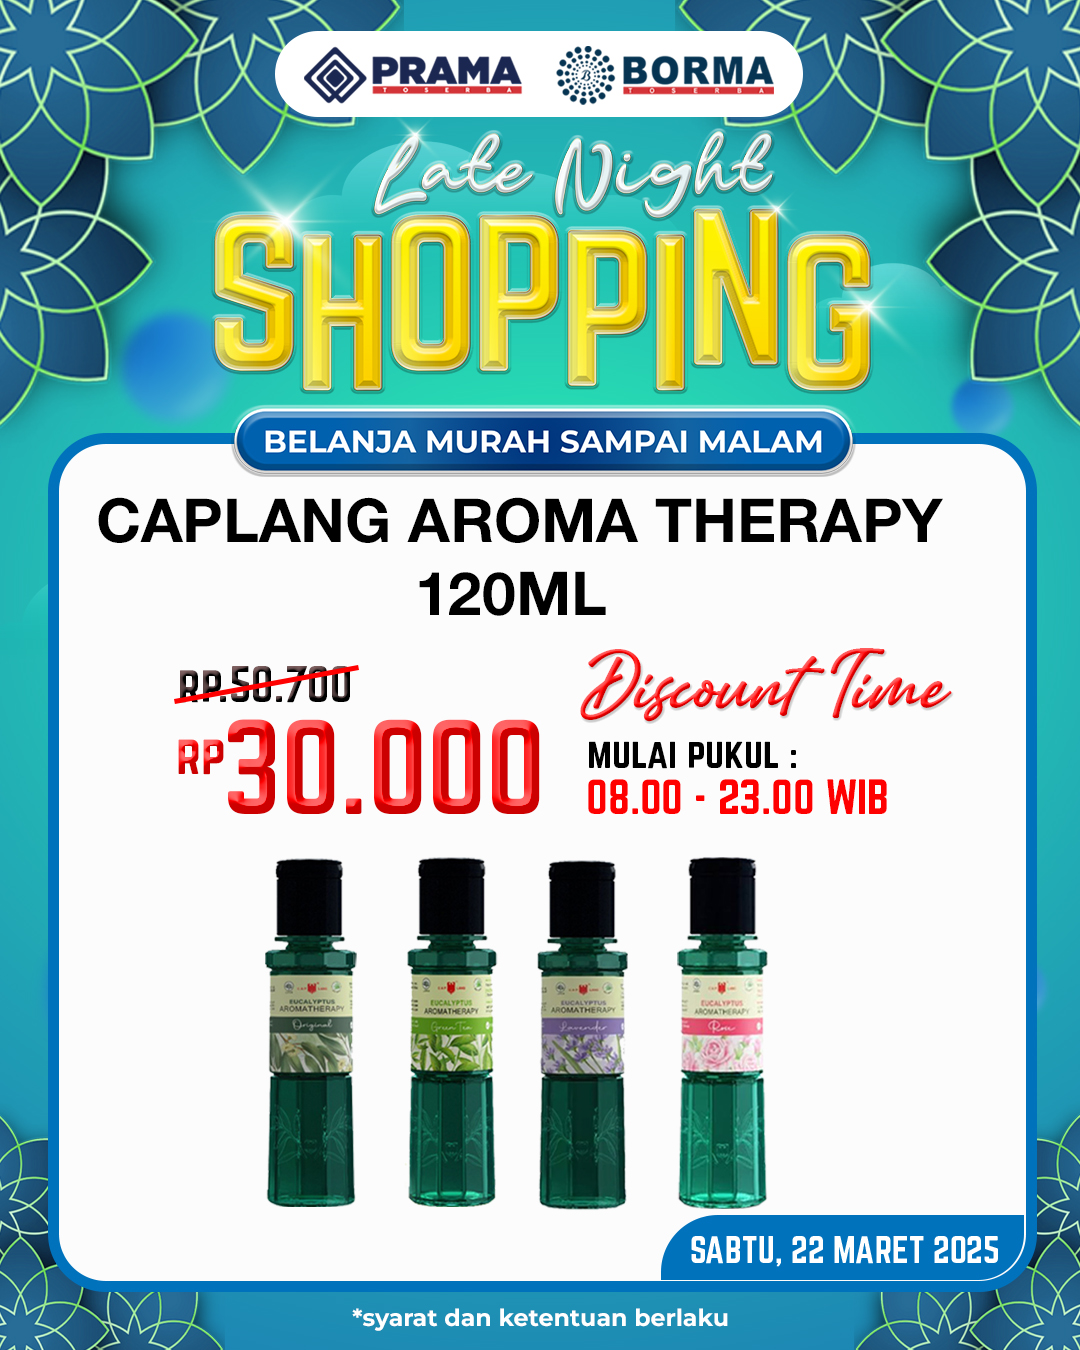 PRAMA
TOSERBA
BORMA
TOSERBA
Late Night
SHOPPING
BELANJA MURAH SAMPAI MALAM
CAPLANG AROMA THERAPY
120ML
RP.50.700
RP30.000
Discount Time
MULAI PUKUL :
08.00 - 23.00 WIB
EUCALYPTUS
AROMATHERAPY
Original
EUCALYPTUS
AROMATHERAPY
Green Tea
EUCALYPTUS
AROMATHERAPY
Lavender
EUCALYPTUS
AROMATHERAPY
Rose
SABTU, 22 MARET 2025
*syarat dan ketentuan berlaku